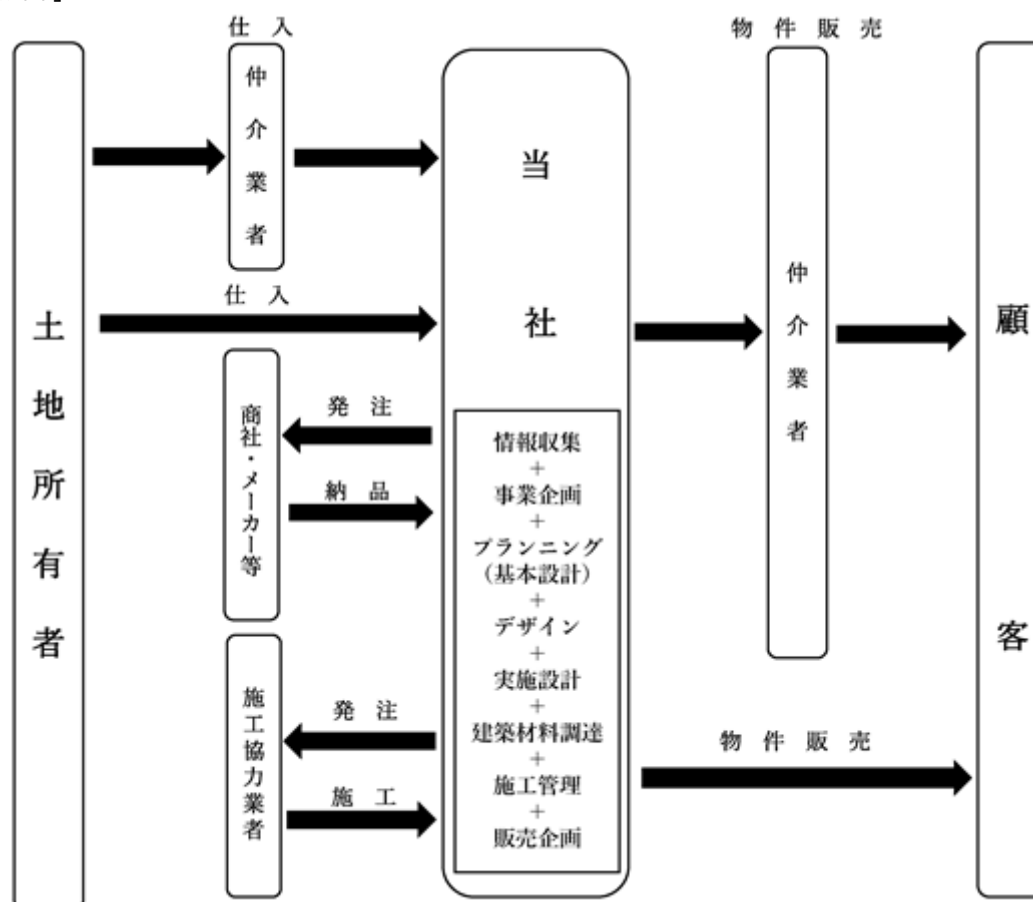 仕 入
物 件 販 売
土地所有者
仲介業者
仕 入
商社・メーカー等
発 注
納 品
施工協力業者
発 注
施 工
当社
情報収集
+
事業企画
+
プランニング
(基本設計)
+
デザイン
+
実施設計
+
建築材料調達
+
施工管理
+
販売企画
仲介業者
物 件 販 売
顧客